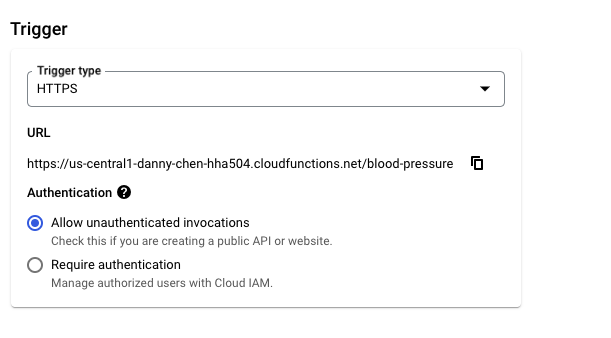 Trigger
Trigger type
HTTPS
URL
https://us-central1-danny-chen-hha504.cloudfunctions.net/blood-pressure
Authentication ?
Allow unauthenticated invocations
Check this if you are creating a public API or website.
Require authentication
Manage authorized users with Cloud IAM.